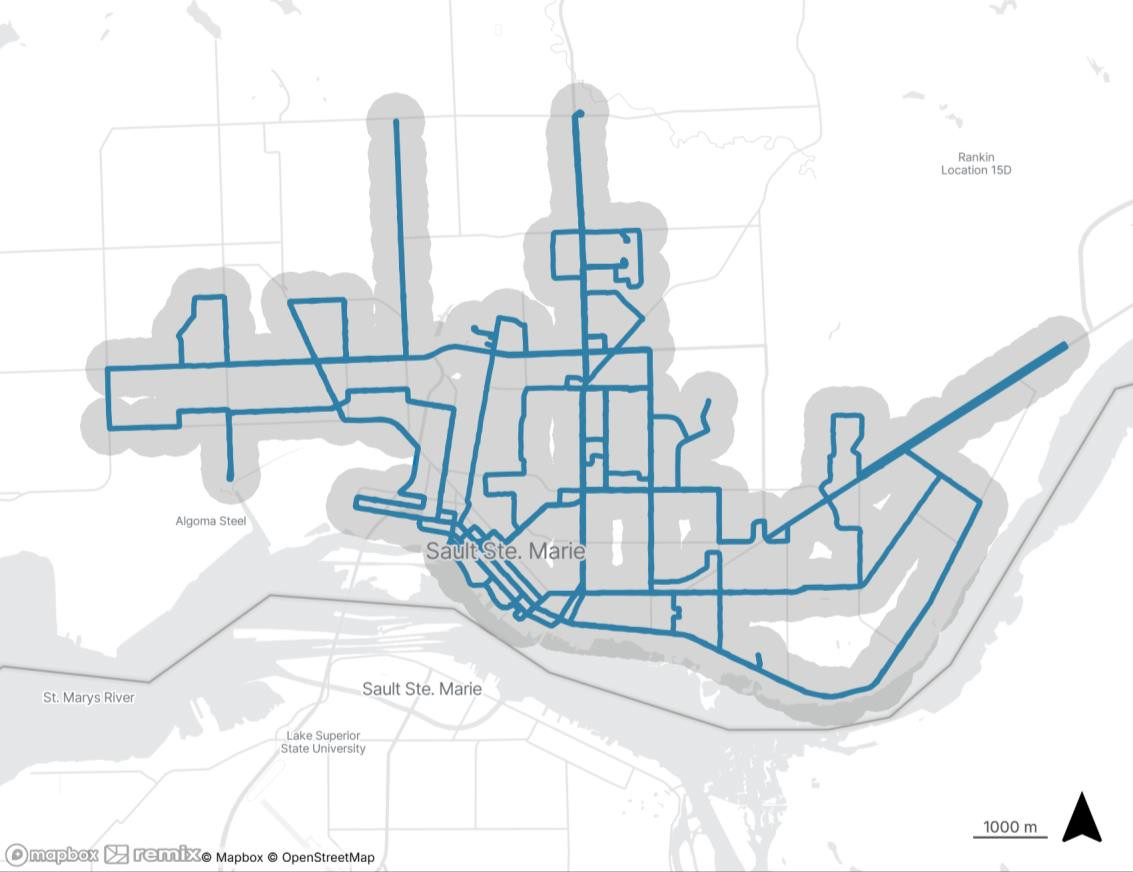 Rankin
Location 15D
Algoma Steel
Sault Ste. Marie
Sault Ste. Marie
St. Marys River
Lake Superior
State University
1000 m
mapbox remix © Mapbox © OpenStreetMap